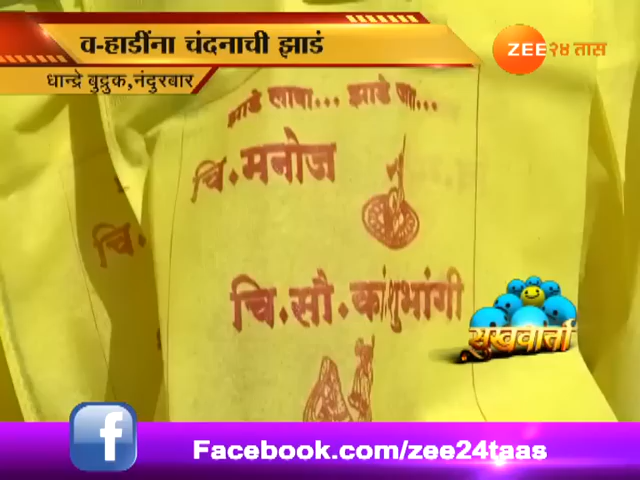 व-हाडींना चंदनाची झाडं
ZEE २४ तास
धान्द्रे बुद्रुक,नंदुरबार
झाडे लावा... झाडे
चि. मनोज
चि.
चि.सौ.कां शुभांगी
सुखवार्ता
Facebook.com/zee24taas